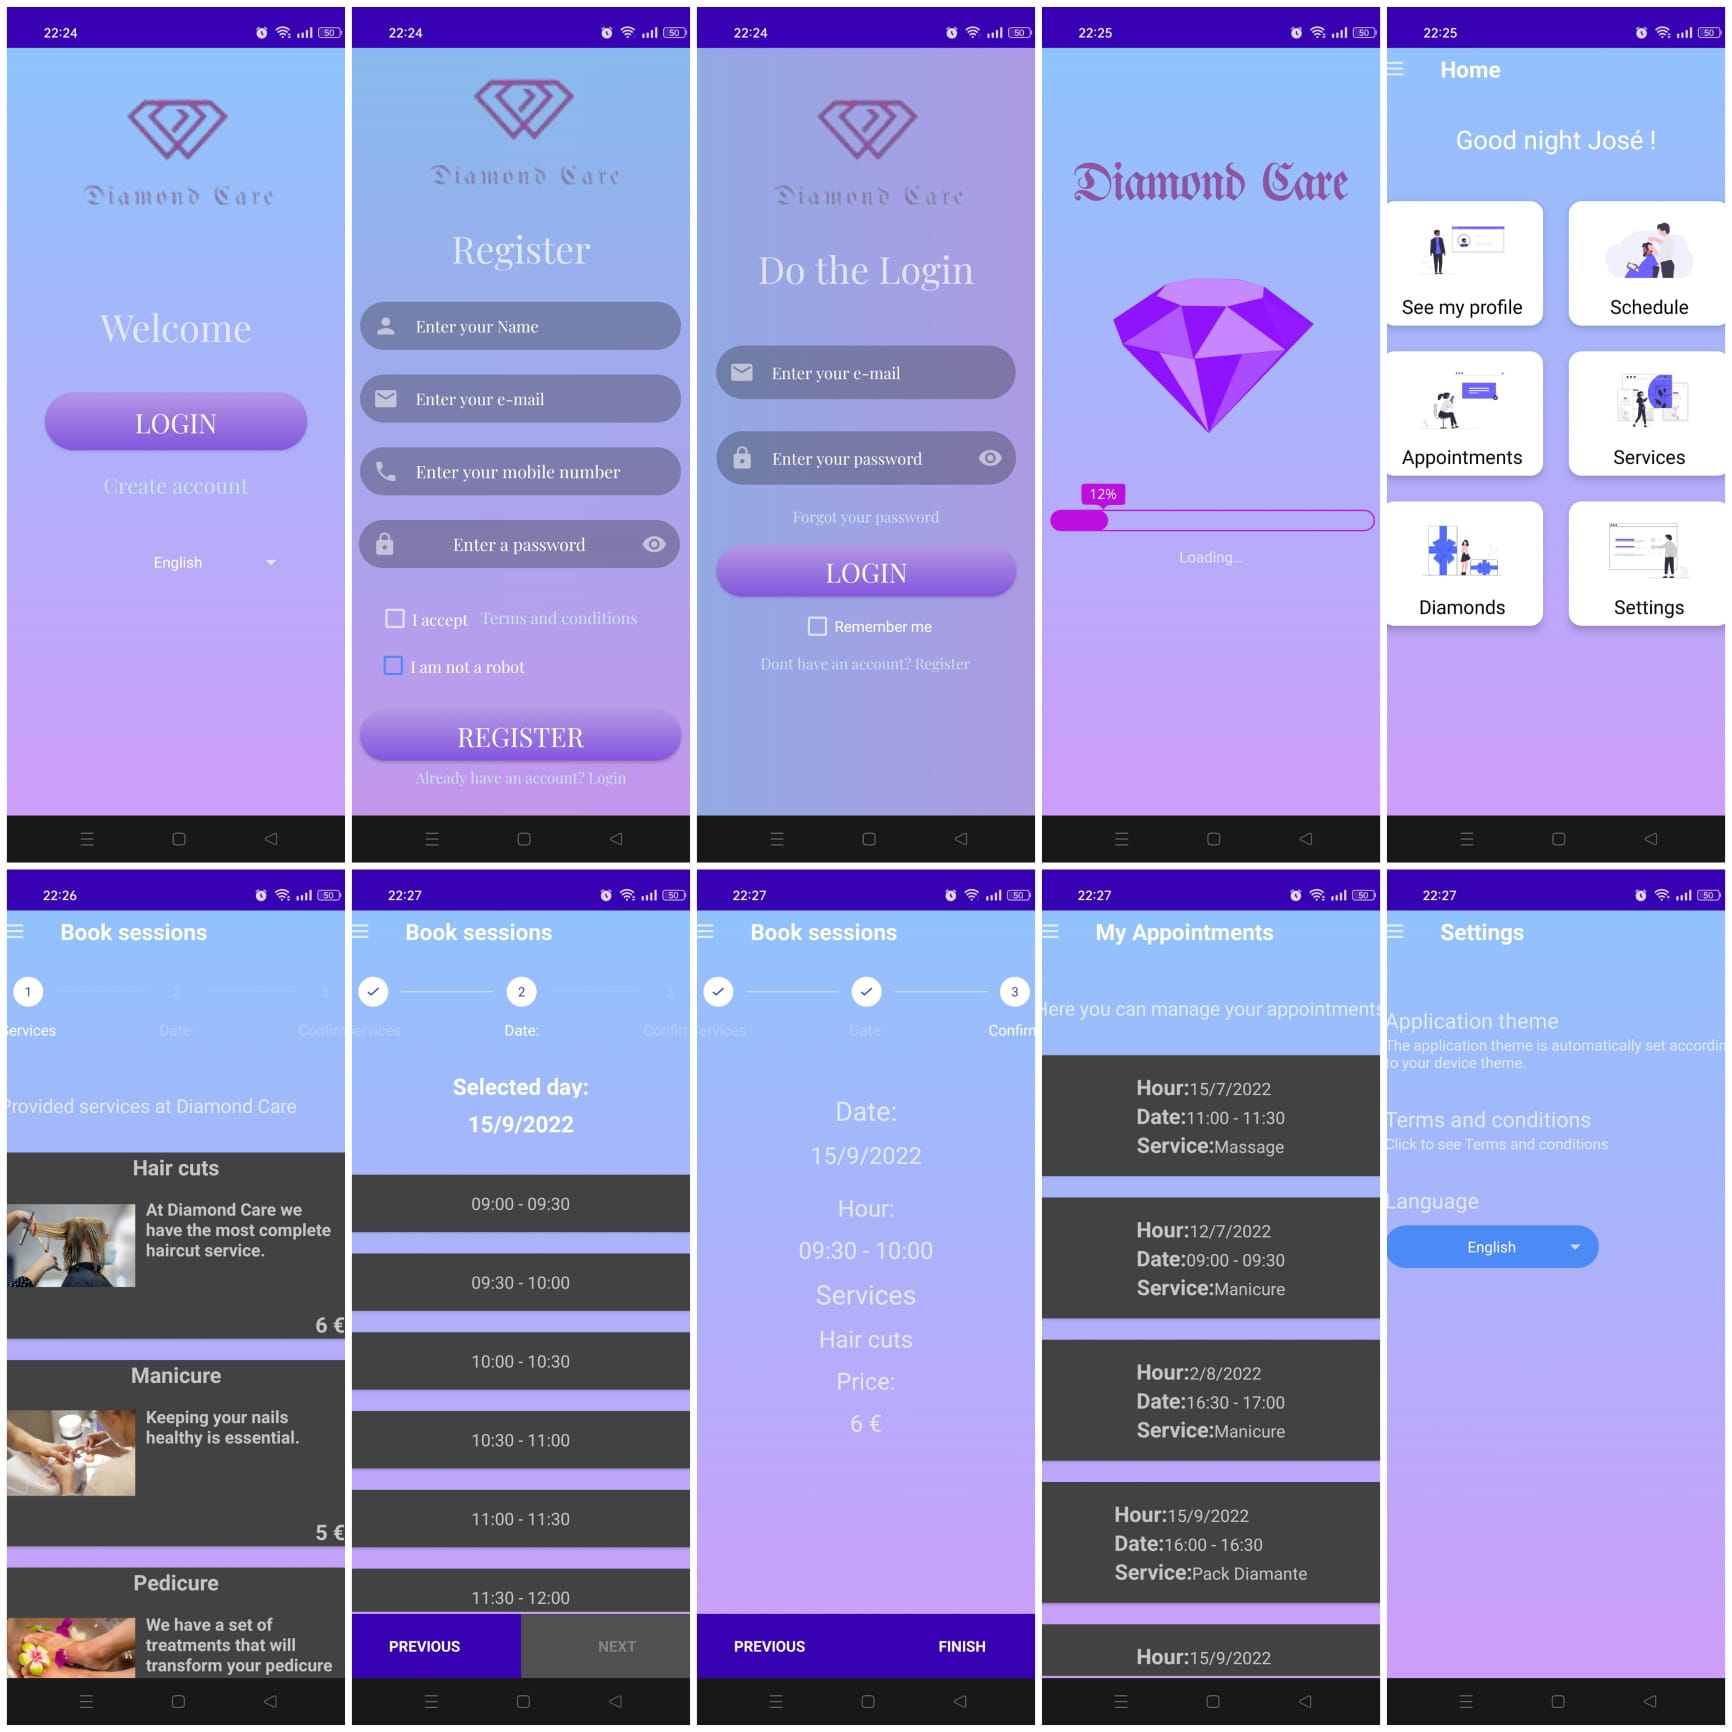 22:24
50
Diamond Care
Welcome
LOGIN
Create account
English
22:24
50
Diamond Care
Register
Enter your Name
Enter your e-mail
Enter your mobile number
Enter a password
I accept Terms and conditions
I am not a robot
REGISTER
Already have an account? Login
22:24
50
Diamond Care
Do the Login
Enter your e-mail
Enter your password
Forgot your password
LOGIN
Remember me
Dont have an account? Register
22:25
50
Diamond Care
12%
Loading...
22:25
50
Home
Good night José !
See my profile
Schedule
Appointments
Services
Diamonds
Settings
22:26
50
Book sessions
1 2 3
Services Date: Confirm
Provided services at Diamond Care
Hair cuts
At Diamond Care we
have the most complete
haircut service.
6 €
Manicure
Keeping your nails
healthy is essential.
5 €
Pedicure
We have a set of
treatments that will
transform your pedicure
22:27
50
Book sessions
2 3
Services Date: Confirm
Selected day:
15/9/2022
09:00 - 09:30
09:30 - 10:00
10:00 - 10:30
10:30 - 11:00
11:00 - 11:30
11:30 - 12:00
PREVIOUS NEXT
22:27
50
Book sessions
3
Services Date: Confirm
Date:
15/9/2022
Hour:
09:30 - 10:00
Services
Hair cuts
Price:
6 €
PREVIOUS FINISH
22:27
50
My Appointments
Here you can manage your appointments
Hour:15/7/2022
Date:11:00 - 11:30
Service:Massage
Hour:12/7/2022
Date:09:00 - 09:30
Service:Manicure
Hour:2/8/2022
Date:16:30 - 17:00
Service:Manicure
Hour:15/9/2022
Date:16:00 - 16:30
Service:Pack Diamante
Hour:15/9/2022
22:27
50
Settings
Application theme
The application theme is automatically set accordin
to your device theme.
Terms and conditions
Click to see Terms and conditions
Language
English